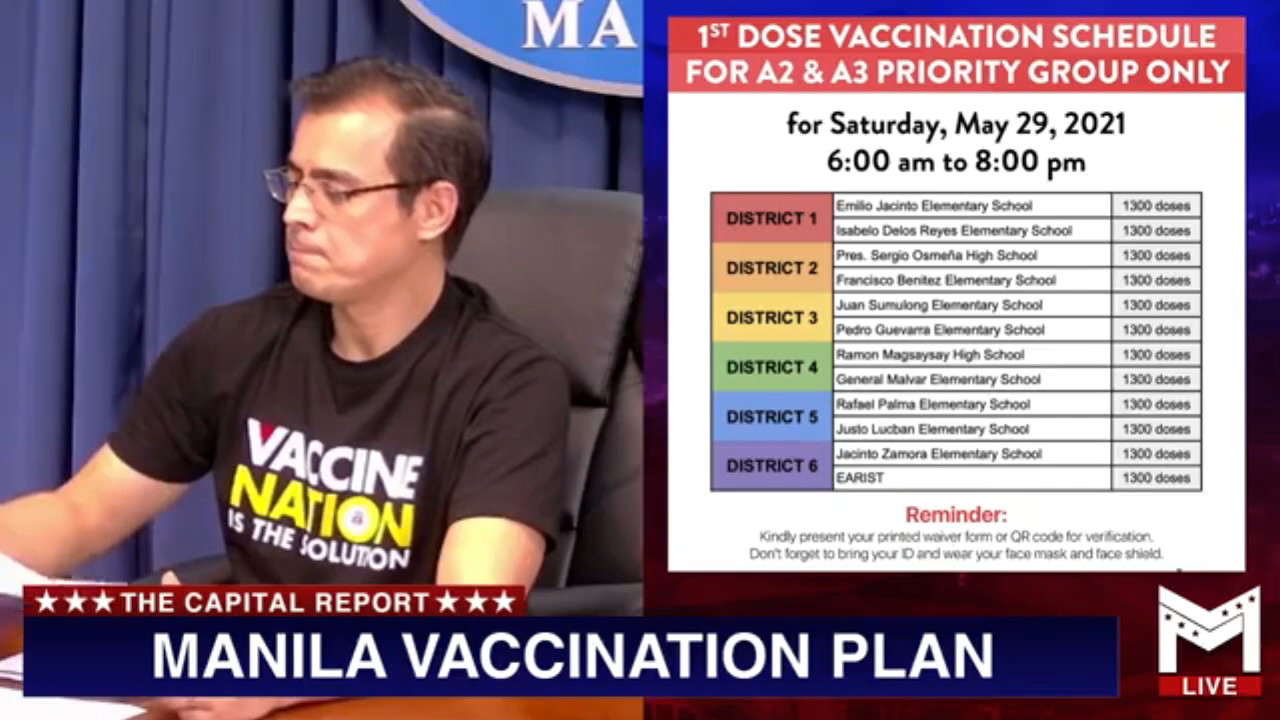 MA
1ST DOSE VACCINATION SCHEDULE
FOR A2 & A3 PRIORITY GROUP ONLY
for Saturday, May 29, 2021
6:00 am to 8:00 pm
DISTRICT 1
Emilio Jacinto Elementary School 1300 doses
Isabelo Delos Reyes Elementary School 1300 doses
DISTRICT 2
Pres. Sergio Osmeña High School 1300 doses
Francisco Benitez Elementary School 1300 doses
DISTRICT 3
Juan Sumulong Elementary School 1300 doses
Pedro Guevarra Elementary School 1300 doses
DISTRICT 4
Ramon Magsaysay High School 1300 doses
General Malvar Elementary School 1300 doses
DISTRICT 5
Rafael Palma Elementary School 1300 doses
Justo Lucban Elementary School 1300 doses
DISTRICT 6
Jacinto Zamora Elementary School 1300 doses
EARIST 1300 doses
Reminder:
Kindly present your printed waiver form or QR code for verification.
Don't forget to bring your ID and wear your face mask and face shield.
VACCINE
NATION
IS THE SOLUTION
THE CAPITAL REPORT
MANILA VACCINATION PLAN
M
LIVE